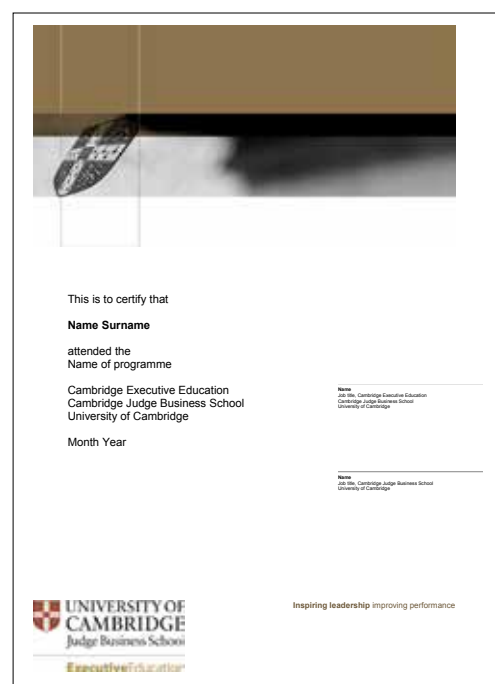 This is to certify that
Name Surname
attended the
Name of programme
Cambridge Executive Education
Cambridge Judge Business School
University of Cambridge
Month Year
Name
Job title, Cambridge Executive Education
Cambridge Judge Business School
University of Cambridge
Name
Job title, Cambridge Judge Business School
University of Cambridge
UNIVERSITY OF
CAMBRIDGE
Judge Business School
ExecutiveEducation
Inspiring leadership improving performance